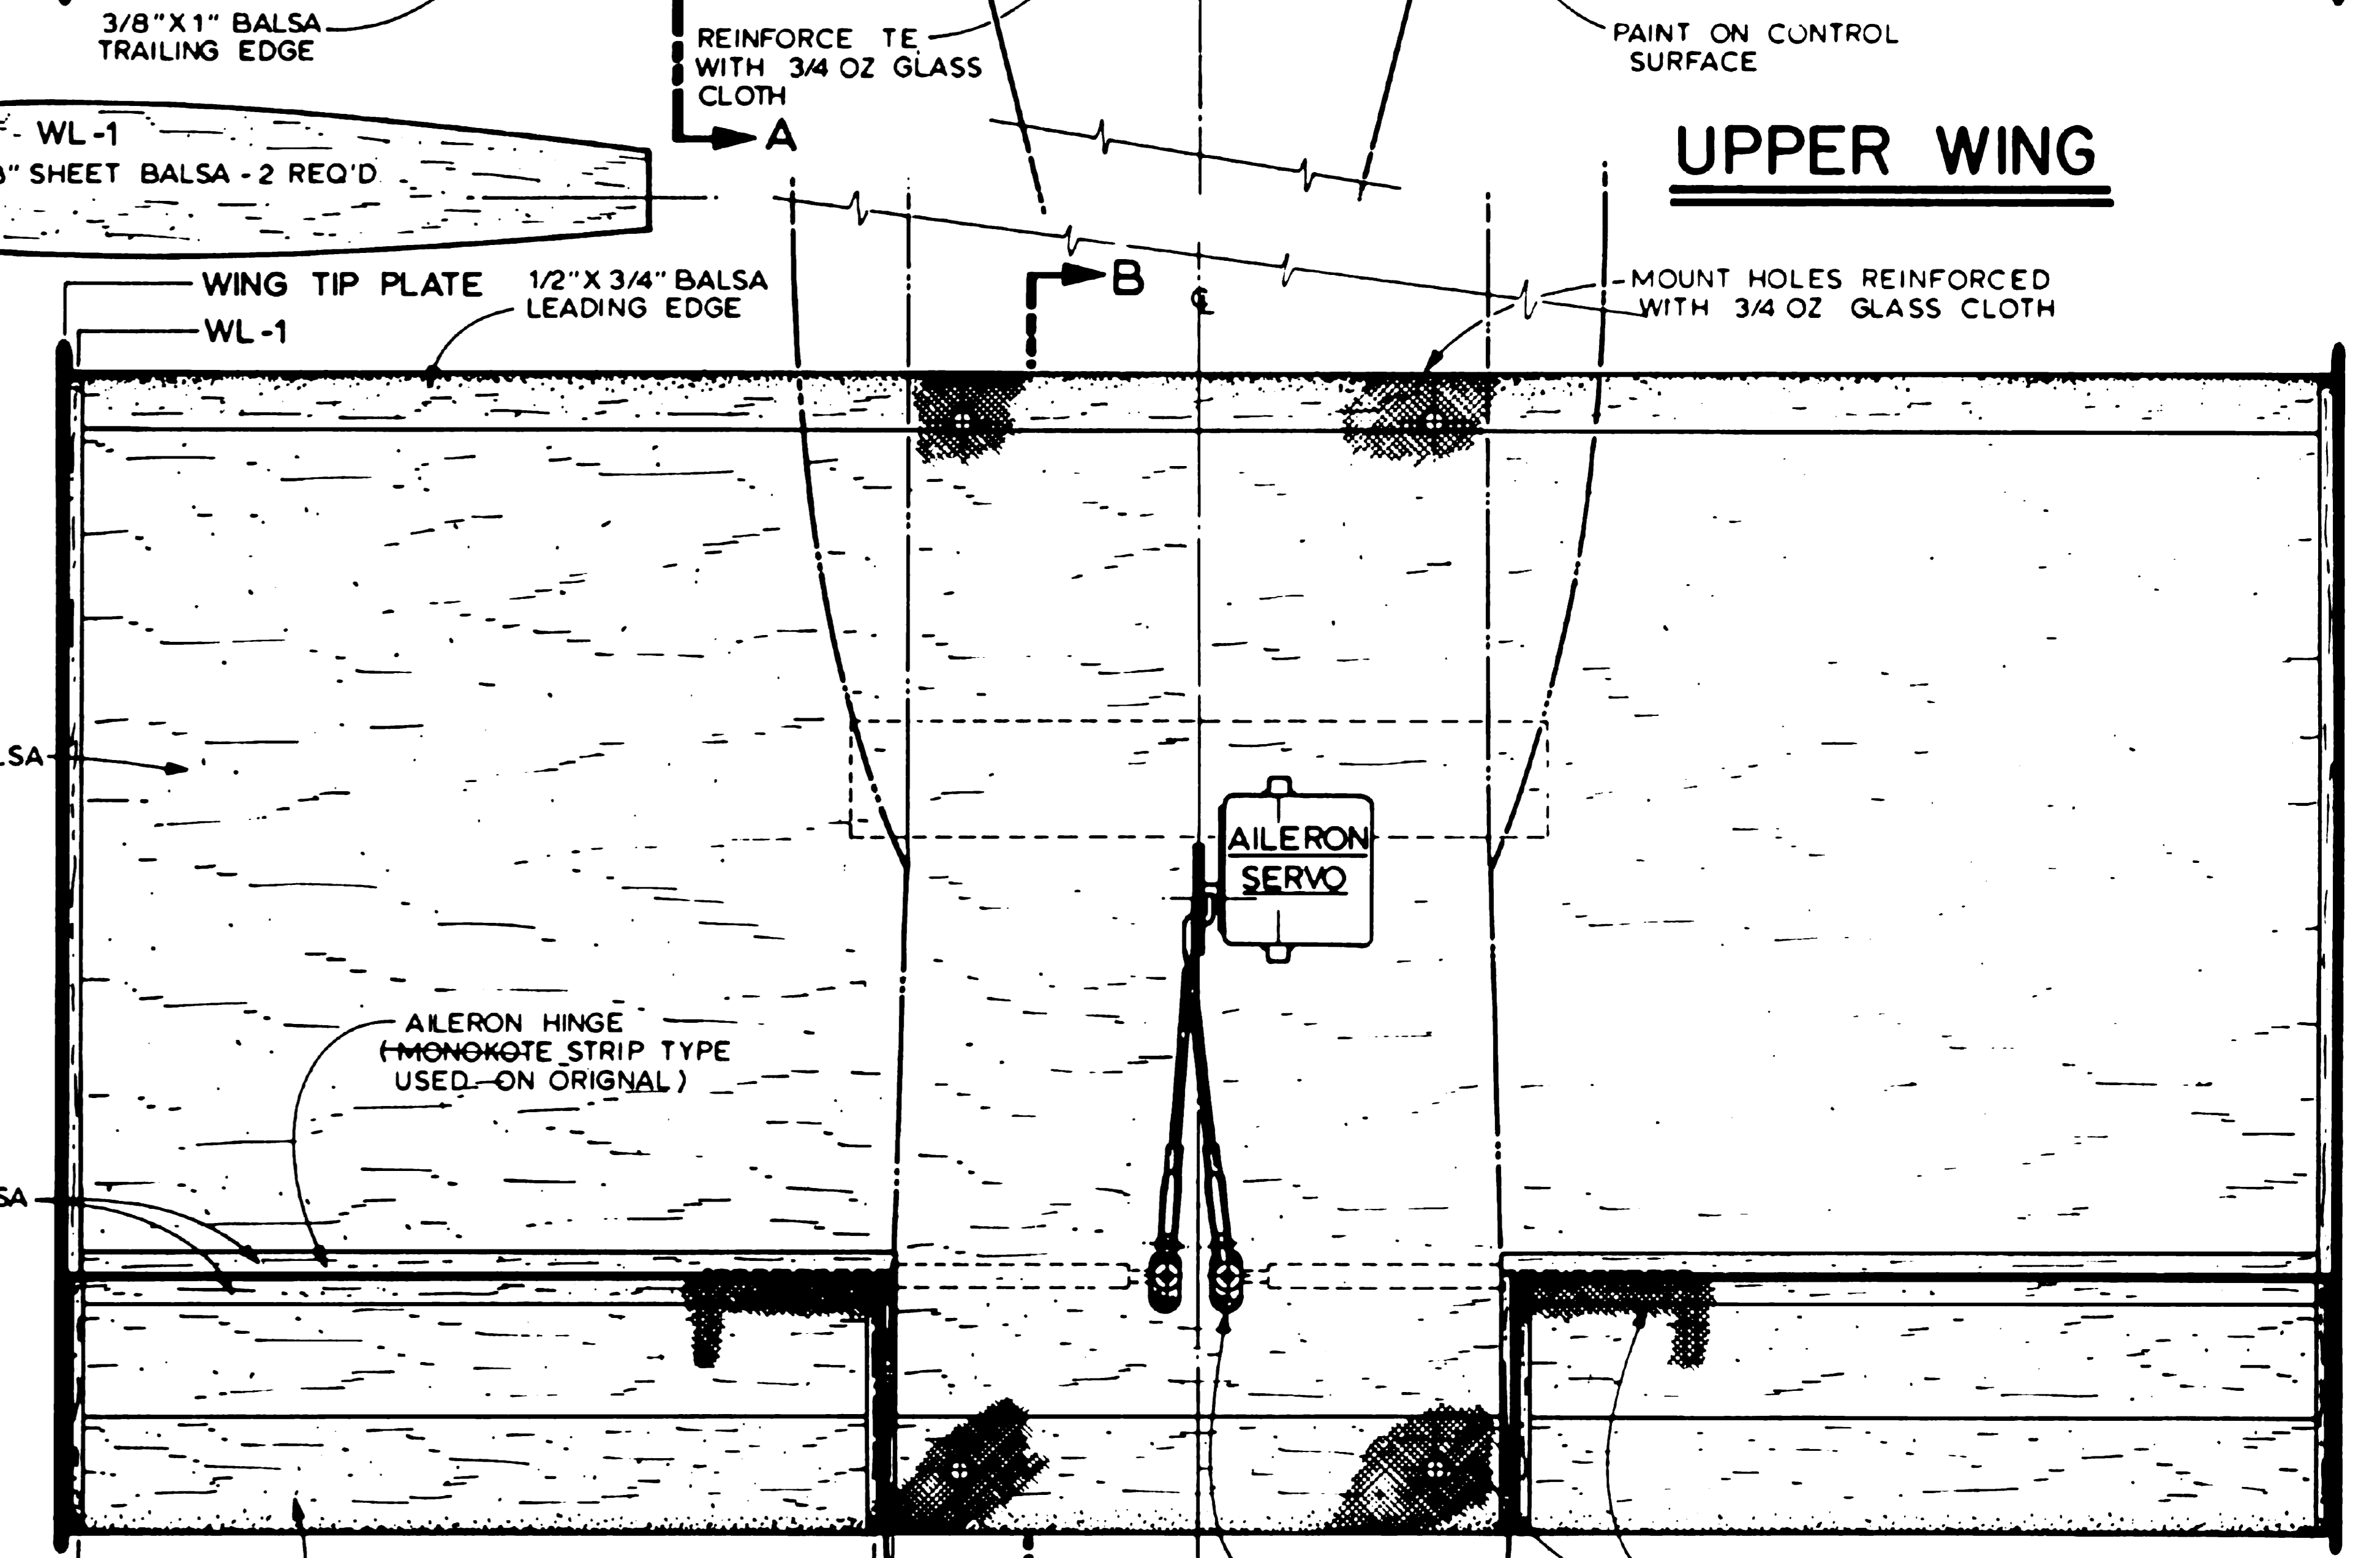 3/8"X 1" BALSA
TRAILING EDGE
REINFORCE TE
WITH 3/4 OZ GLASS
CLOTH
A
PAINT ON CONTROL
SURFACE
UPPER WING
WL-1
" SHEET BALSA - 2 REQ'D
WING TIP PLATE
WL-1
1/2"X 3/4" BALSA
LEADING EDGE
B
℄
MOUNT HOLES REINFORCED
WITH 3/4 OZ GLASS CLOTH
LSA
AILERON
SERVO
AILERON HINGE
(MONOKOTE STRIP TYPE
USED ON ORIGNAL)
SA